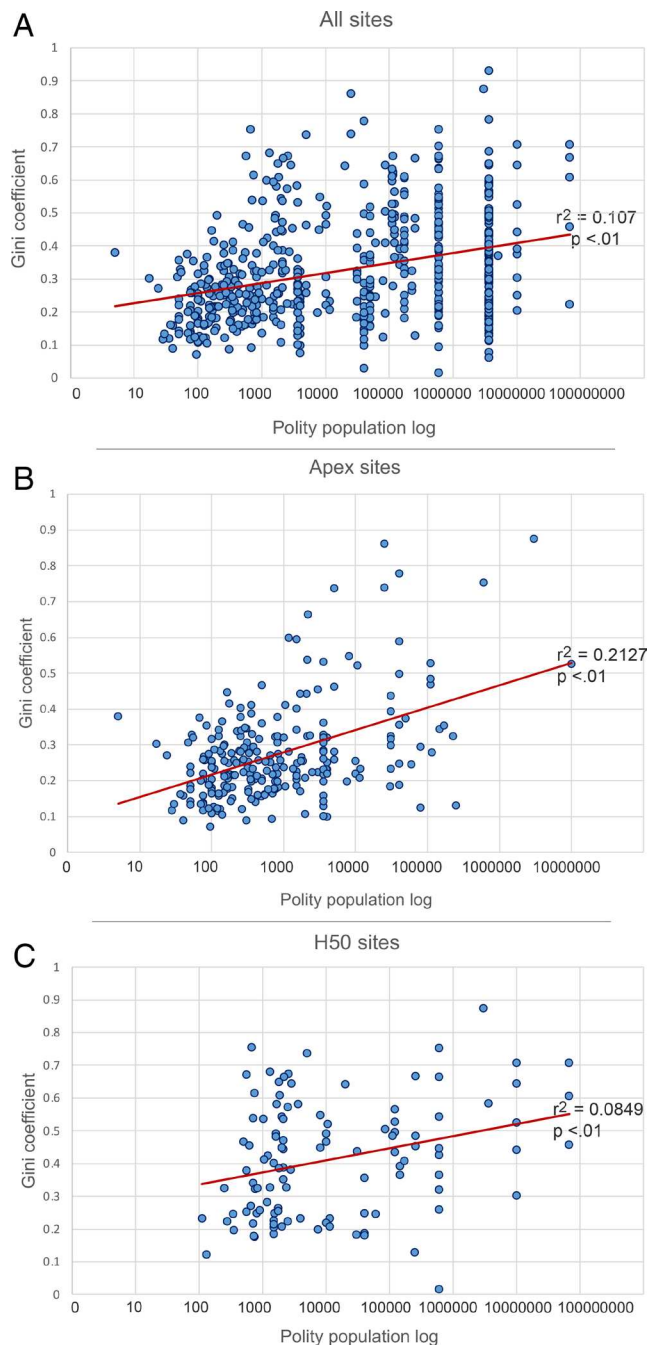 A
All sites
1
0.9
0.8
0.7
0.6
0.5
0.4
0.3
0.2
0.1
0
Gini coefficient
r2 = 0.107
p <.01
0 100 1000 10000 100000 1000000 10000000 100000000
Polity population log
B
Apex sites
1
0.9
0.8
0.7
0.6
0.5
0.4
0.3
0.2
0.1
0
Gini coefficient
r2 = 0.2127
p <.01
0 10 100 1000 10000 100000 1000000 10000000
Polity population log
C
H50 sites
1
0.9
0.8
0.7
0.6
0.5
0.4
0.3
0.2
0.1
0
Gini coefficient
r2 = 0.0849
p <.01
0 10 100 1000 10000 100000 1000000 10000000 100000000
Polity population log